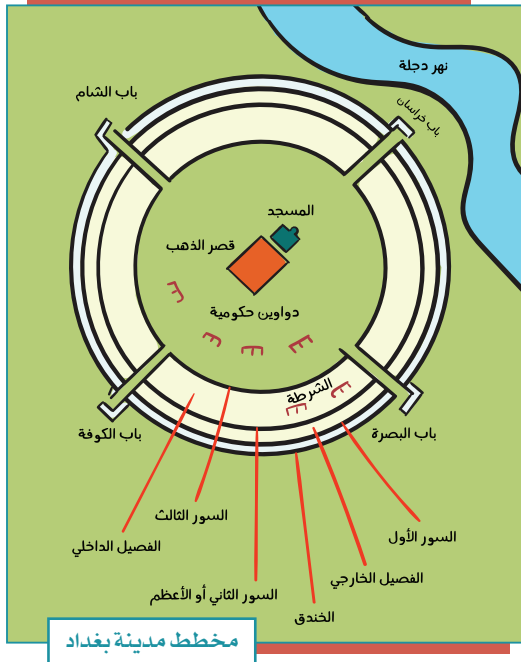 نهر دجلة
باب الشام
باب خراسان
المسجد
قصر الذهب
دواوين حكومية
الشرطة
باب الكوفة
باب البصرة
السور الأول
السور الثالث
الفصيل الداخلي
الفصيل الخارجي
السور الثاني أو الأعظم
الخندق
مخطط مدينة بغداد